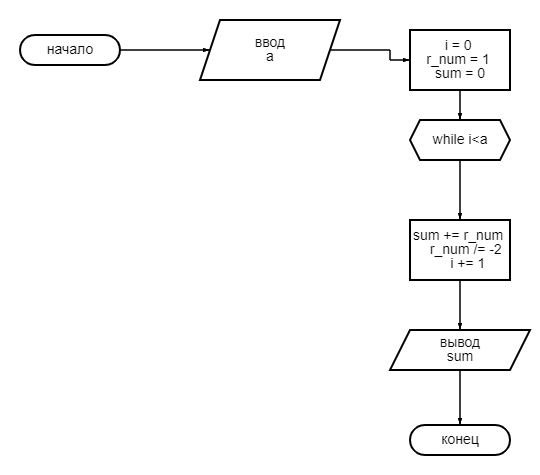 начало
ввод
a
i = 0
r_num = 1
sum = 0
while i<a
sum += r_num
r_num /= -2
i += 1
вывод
sum
конец